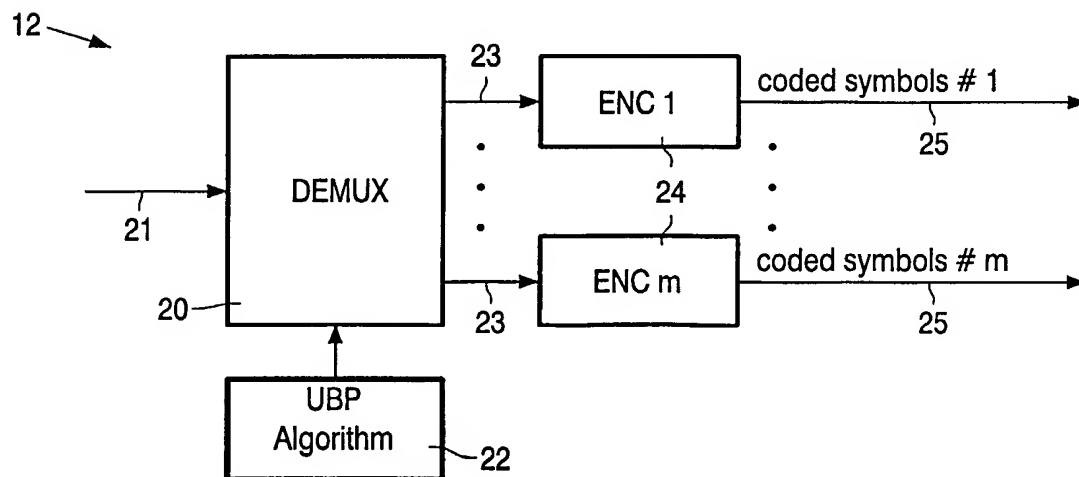 12
23
ENC 1
coded symbols # 1
25
21
DEMUX
24
20
23
ENC m
coded symbols # m
25
UBP
Algorithm
22